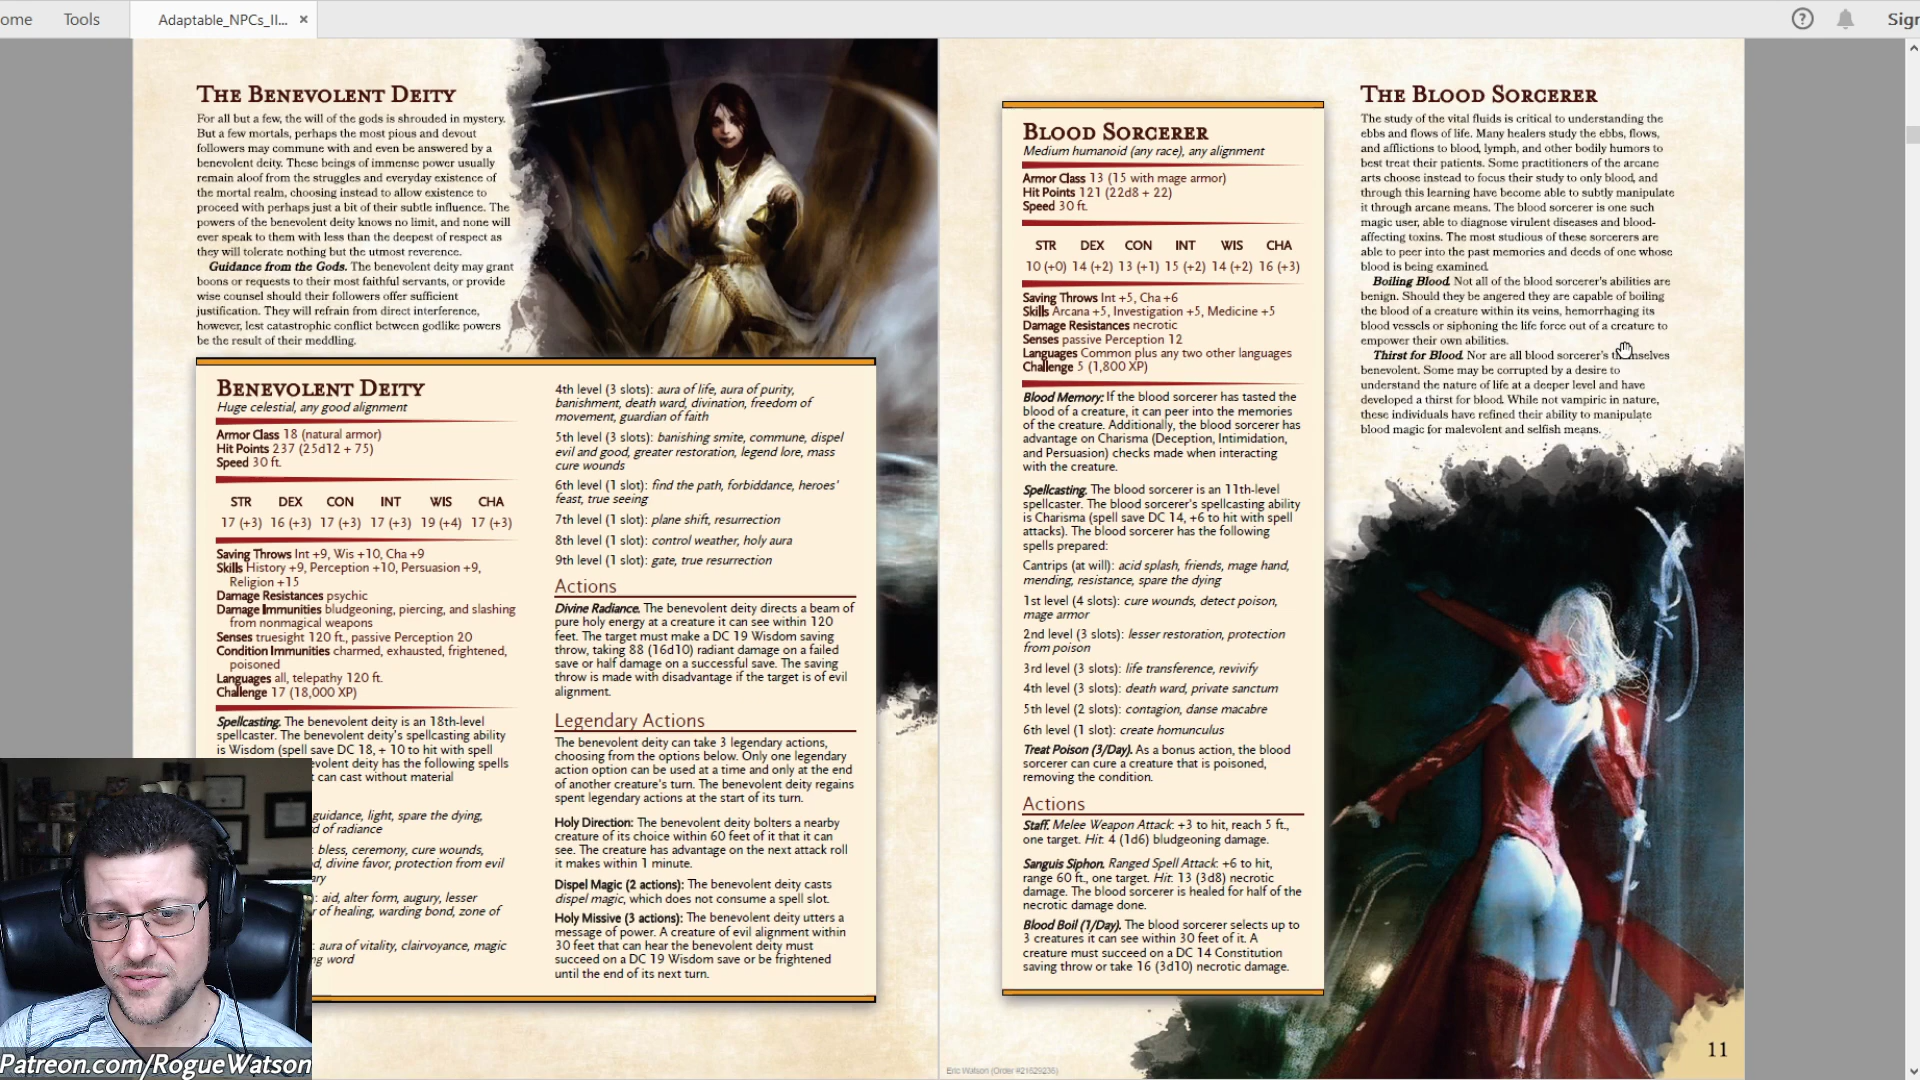 ome
Tools
Adaptable_NPCs_II...
×
?
Sigr
The Benevolent Deity
For all but a few, the will of the gods is shrouded in mystery.
But a few mortals, perhaps the most pious and devout
followers may commune with and even be answered by a
benevolent deity. These beings of immense power usually
remain aloof from the struggles and everyday existence of
the mortal realm, choosing instead to allow existence to
proceed with perhaps just a bit of their subtle influence. The
powers of the benevolent deity knows no limit, and none will
ever speak to them with less than the deepest of respect as
they will tolerate nothing but the utmost reverence.
Guidance from the Gods. The benevolent deity may grant
boons or requests to their most faithful servants, or provide
wise counsel should their followers offer sufficient
justification. They will refrain from direct interference,
however, lest catastrophic conflict between godlike powers
be the result of their meddling.
Benevolent Deity
Huge celestial, any good alignment
Armor Class 18 (natural armor)
Hit Points 237 (25d12 + 75)
Speed 30 ft.
STR DEX CON INT WIS CHA
17 (+3) 16 (+3) 17 (+3) 17 (+3) 19 (+4) 17 (+3)
Saving Throws Int +9, Wis +10, Cha +9
Skills History +9, Perception +10, Persuasion +9,
Religion +15
Damage Resistances psychic
Damage Immunities bludgeoning, piercing, and slashing
from nonmagical weapons
Senses truesight 120 ft., passive Perception 20
Condition Immunities charmed, exhausted, frightened,
poisoned
Languages all, telepathy 120 ft.
Challenge 17 (18,000 XP)
Spellcasting. The benevolent deity is an 18th-level
spellcaster. The benevolent deity's spellcasting ability
is Wisdom (spell save DC 18, + 10 to hit with spell
evolent deity has the following spells
t can cast without material
guidance, light, spare the dying,
d of radiance
: bless, ceremony, cure wounds,
d, divine favor, protection from evil
ary
: aid, alter form, augury, lesser
r of healing, warding bond, zone of
: aura of vitality, clairvoyance, magic
ng word
4th level (3 slots): aura of life, aura of purity,
banishment, death ward, divination, freedom of
movement, guardian of faith
5th level (3 slots): banishing smite, commune, dispel
evil and good, greater restoration, legend lore, mass
cure wounds
6th level (1 slot): find the path, forbiddance, heroes'
feast, true seeing
7th level (1 slot): plane shift, resurrection
8th level (1 slot): control weather, holy aura
9th level (1 slot): gate, true resurrection
Actions
Divine Radiance. The benevolent deity directs a beam of
pure holy energy at a creature it can see within 120
feet. The target must make a DC 19 Wisdom saving
throw, taking 88 (16d10) radiant damage on a failed
save or half damage on a successful save. The saving
throw is made with disadvantage if the target is of evil
alignment.
Legendary Actions
The benevolent deity can take 3 legendary actions,
choosing from the options below. Only one legendary
action option can be used at a time and only at the end
of another creature's turn. The benevolent deity regains
spent legendary actions at the start of its turn.
Holy Direction: The benevolent deity bolters a nearby
creature of its choice within 60 feet of it that it can
see. The creature has advantage on the next attack roll
it makes within 1 minute.
Dispel Magic (2 actions): The benevolent deity casts
dispel magic, which does not consume a spell slot.
Holy Missive (3 actions): The benevolent deity utters a
message of power. A creature of evil alignment within
30 feet that can hear the benevolent deity must
succeed on a DC 19 Wisdom save or be frightened
until the end of its next turn.
Blood Sorcerer
Medium humanoid (any race), any alignment
Armor Class 13 (15 with mage armor)
Hit Points 121 (22d8 + 22)
Speed 30 ft.
STR DEX CON INT WIS CHA
10 (+0) 14 (+2) 13 (+1) 15 (+2) 14 (+2) 16 (+3)
Saving Throws Int +5, Cha +6
Skills Arcana +5, Investigation +5, Medicine +5
Damage Resistances necrotic
Senses passive Perception 12
Languages Common plus any two other languages
Challenge 5 (1,800 XP)
Blood Memory: If the blood sorcerer has tasted the
blood of a creature, it can peer into the memories
of the creature. Additionally, the blood sorcerer has
advantage on Charisma (Deception, Intimidation,
and Persuasion) checks made when interacting
with the creature.
Spellcasting. The blood sorcerer is an 11th-level
spellcaster. The blood sorcerer's spellcasting ability
is Charisma (spell save DC 14, +6 to hit with spell
attacks). The blood sorcerer has the following
spells prepared:
Cantrips (at will): acid splash, friends, mage hand,
mending, resistance, spare the dying
1st level (4 slots): cure wounds, detect poison,
mage armor
2nd level (3 slots): lesser restoration, protection
from poison
3rd level (3 slots): life transference, revivify
4th level (3 slots): death ward, private sanctum
5th level (2 slots): contagion, danse macabre
6th level (1 slot): create homunculus
Treat Poison (3/Day). As a bonus action, the blood
sorcerer can cure a creature that is poisoned,
removing the condition.
Actions
Staff. Melee Weapon Attack: +3 to hit, reach 5 ft.,
one target. Hit: 4 (1d6) bludgeoning damage.
Sanguis Siphon. Ranged Spell Attack: +6 to hit,
range 60 ft., one target. Hit: 13 (3d8) necrotic
damage. The blood sorcerer is healed for half of the
necrotic damage done.
Blood Boil (1/Day). The blood sorcerer selects up to
3 creatures it can see within 30 feet of it. A
creature must succeed on a DC 14 Constitution
saving throw or take 16 (3d10) necrotic damage.
The Blood Sorcerer
The study of the vital fluids is critical to understanding the
ebbs and flows of life. Many healers study the ebbs, flows,
and afflictions to blood, lymph, and other bodily humors to
best treat their patients. Some practitioners of the arcane
arts choose instead to focus their study to only blood, and
through this learning have become able to subtly manipulate
it through arcane means. The blood sorcerer is one such
magic user, able to diagnose virulent diseases and blood-
affecting toxins. The most studious of these sorcerers are
able to peer into the past memories and deeds of one whose
blood is being examined.
Boiling Blood. Not all of the blood sorcerer's abilities are
benign. Should they be angered they are capable of boiling
the blood of a creature within its veins, hemorrhaging its
blood vessels or siphoning the life force out of a creature to
empower their own abilities.
Thirst for Blood. Nor are all blood sorcerer's themselves
benevolent. Some may be corrupted by a desire to
understand the nature of life at a deeper level and have
developed a thirst for blood. While not vampiric in nature,
these individuals have refined their ability to manipulate
blood magic for malevolent and selfish means.
11
Eric Watson (Order #21629236)
Patreon.com/RogueWatson